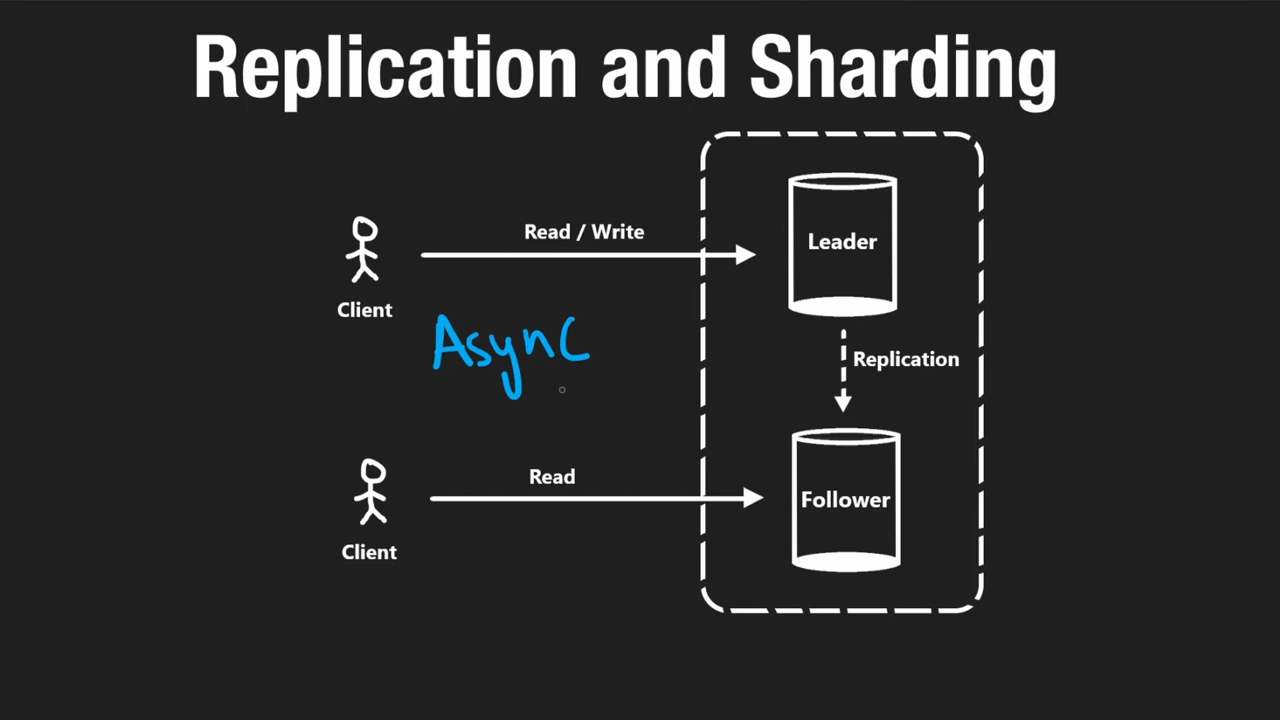 Replication and Sharding
Read / Write
Leader
Client
Async
Replication
Read
Follower
Client